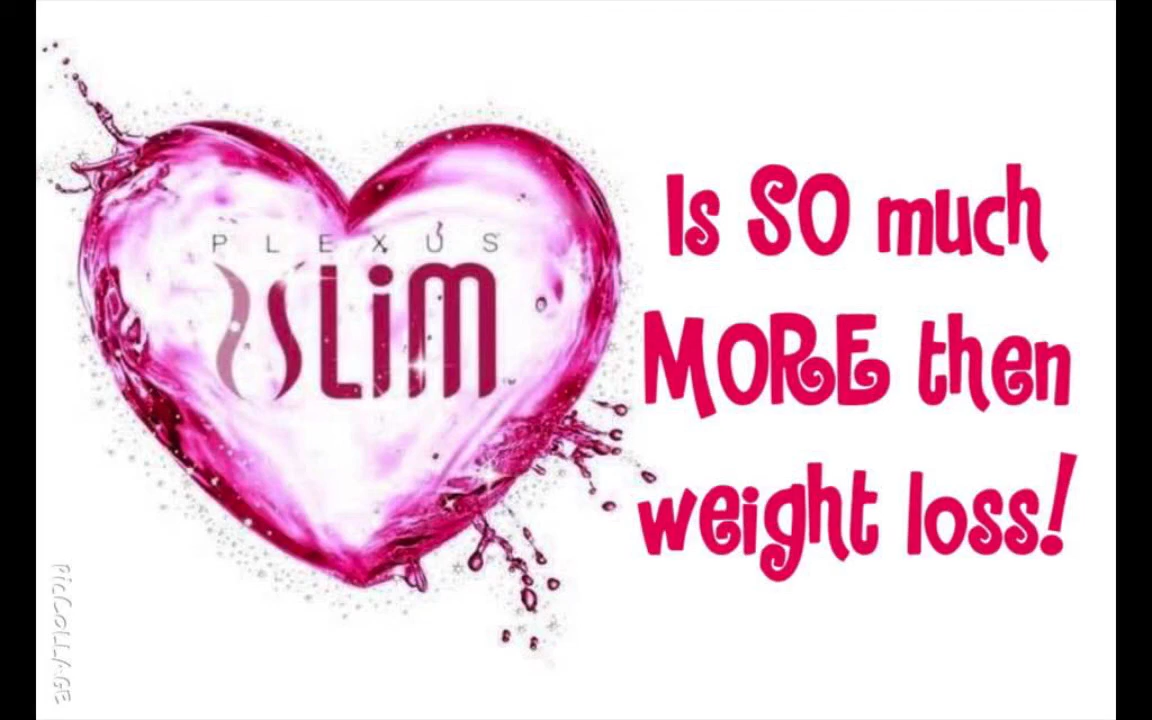 PLEXUS
SLiM
Is SO much
MORE then
weight loss!
PiCCOLLAGE